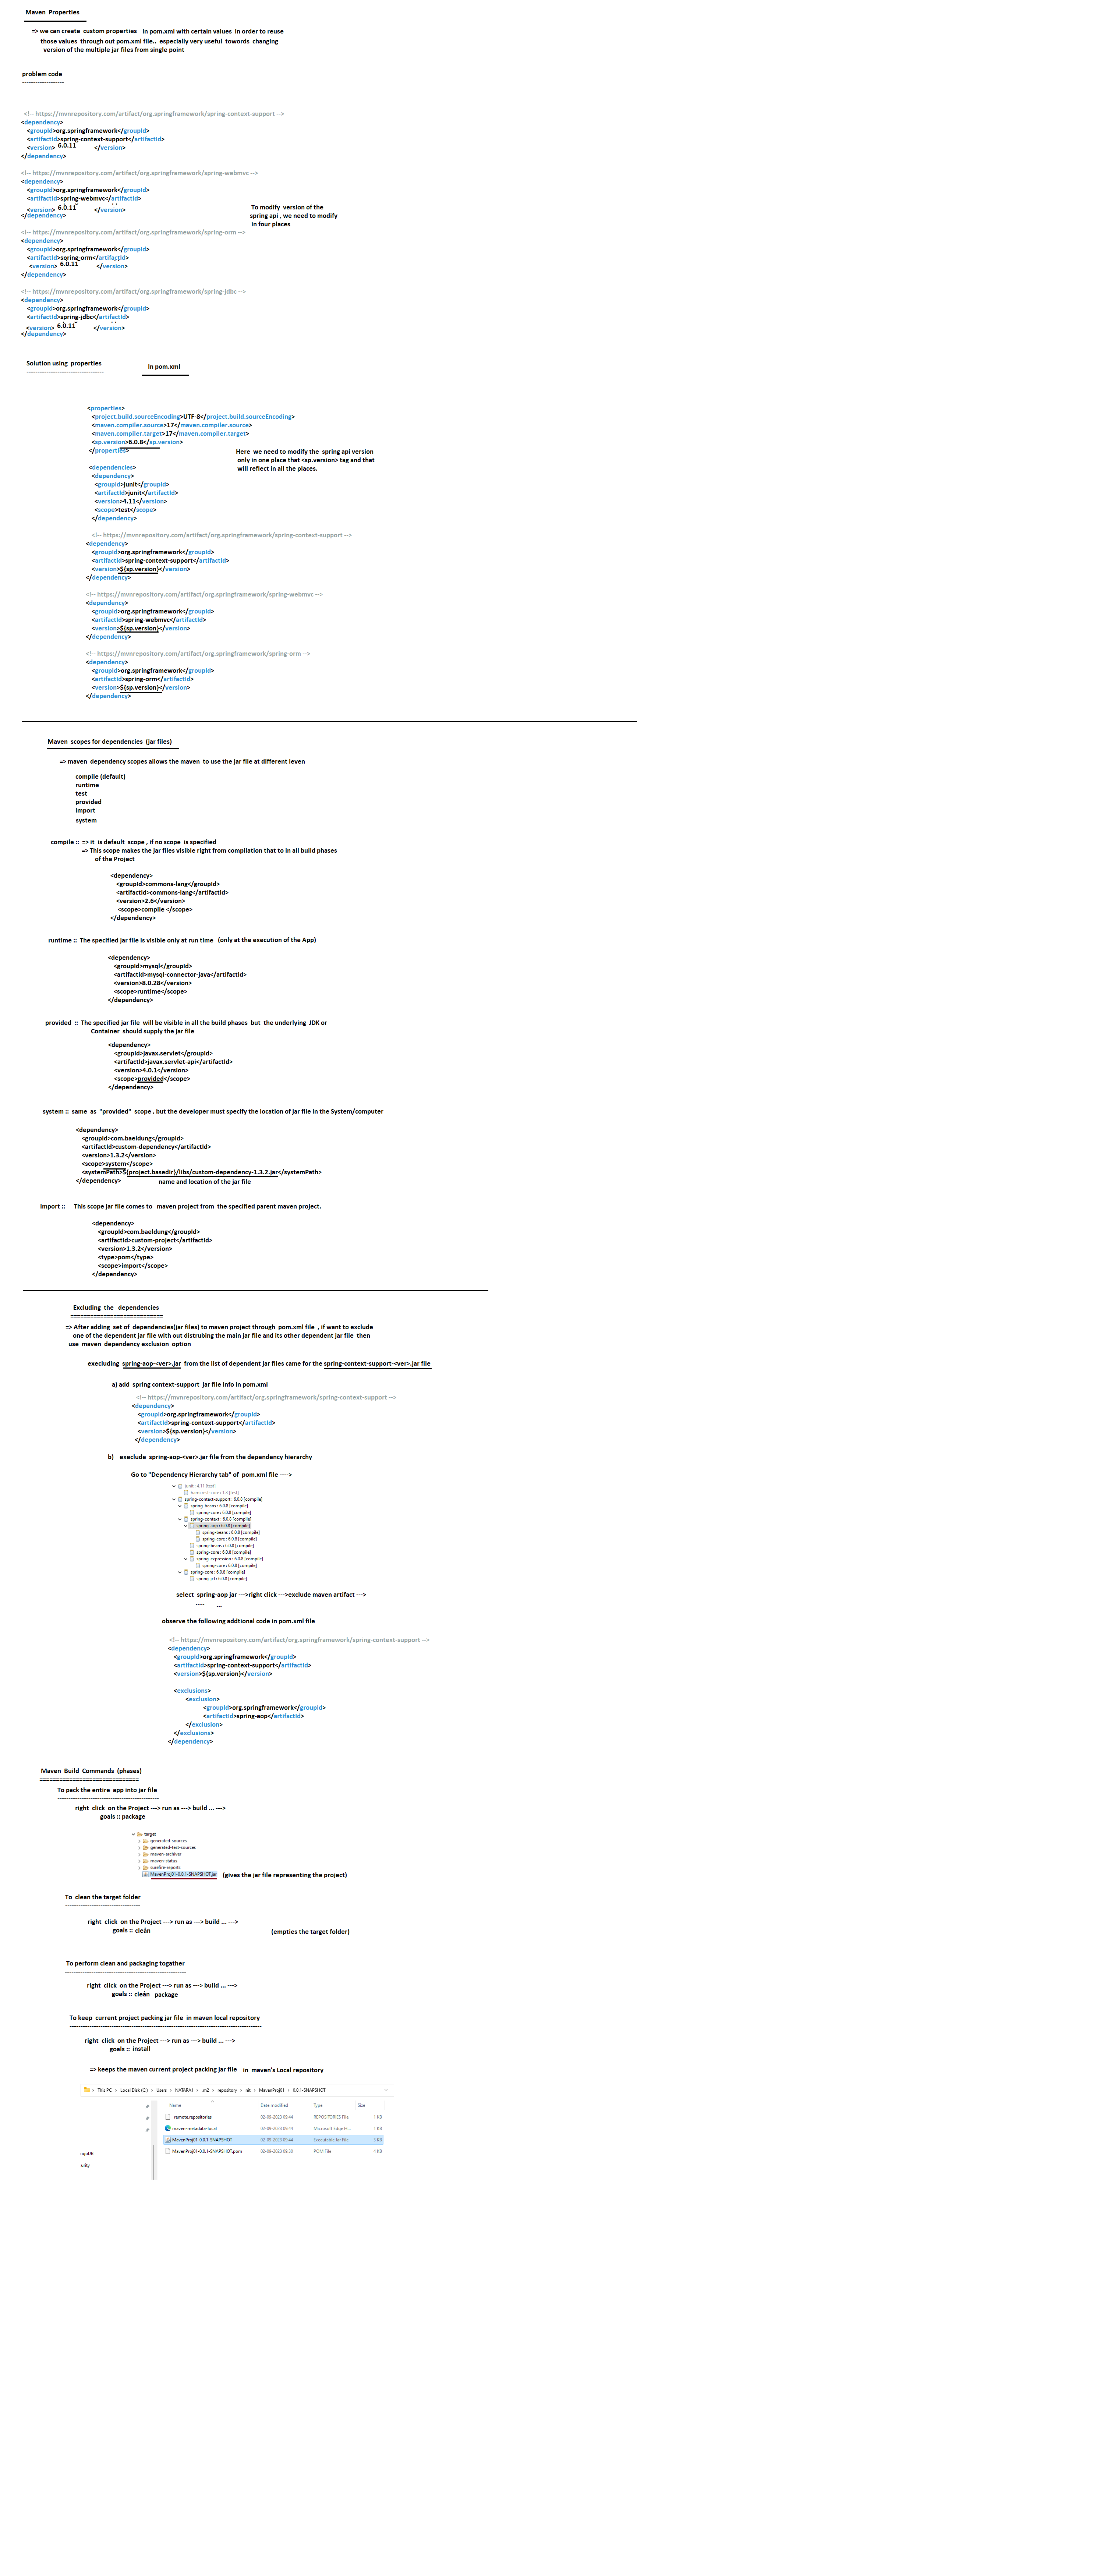 Maven Properties
=> we can create custom properties in pom.xml with certain values in order to reuse
those values through out pom.xml file.. especially very useful towords changing
version of the multiple jar files from single point
problem code
-------------------
<!-- https://mvnrepository.com/artifact/org.springframework/spring-context-support -->
<dependency>
<groupId>org.springframework</groupId>
<artifactId>spring-context-support</artifactId>
<version> 6.0.11 </version>
</dependency>
<!-- https://mvnrepository.com/artifact/org.springframework/spring-webmvc -->
<dependency>
<groupId>org.springframework</groupId>
<artifactId>spring-webmvc</artifactId>
<version> 6.0.11 </version>
</dependency>
To modify version of the
spring api , we need to modify
in four places
<!-- https://mvnrepository.com/artifact/org.springframework/spring-orm -->
<dependency>
<groupId>org.springframework</groupId>
<artifactId>spring-orm</artifactId>
<version> 6.0.11 </version>
</dependency>
<!-- https://mvnrepository.com/artifact/org.springframework/spring-jdbc -->
<dependency>
<groupId>org.springframework</groupId>
<artifactId>spring-jdbc</artifactId>
<version> 6.0.11 </version>
</dependency>
Solution using properties
-----------------------------------
In pom.xml
<properties>
<project.build.sourceEncoding>UTF-8</project.build.sourceEncoding>
<maven.compiler.source>17</maven.compiler.source>
<maven.compiler.target>17</maven.compiler.target>
<sp.version>6.0.8</sp.version>
</properties>
Here we need to modify the spring api version
only in one place that <sp.version> tag and that
will reflect in all the places.
<dependencies>
<dependency>
<groupId>junit</groupId>
<artifactId>junit</artifactId>
<version>4.11</version>
<scope>test</scope>
</dependency>
<!-- https://mvnrepository.com/artifact/org.springframework/spring-context-support -->
<dependency>
<groupId>org.springframework</groupId>
<artifactId>spring-context-support</artifactId>
<version>${sp.version}</version>
</dependency>
<!-- https://mvnrepository.com/artifact/org.springframework/spring-webmvc -->
<dependency>
<groupId>org.springframework</groupId>
<artifactId>spring-webmvc</artifactId>
<version>${sp.version}</version>
</dependency>
<!-- https://mvnrepository.com/artifact/org.springframework/spring-orm -->
<dependency>
<groupId>org.springframework</groupId>
<artifactId>spring-orm</artifactId>
<version>${sp.version}</version>
</dependency>
Maven scopes for dependencies (jar files)
=> maven dependency scopes allows the maven to use the jar file at different leven
compile (default)
runtime
test
provided
import
system
compile :: => it is default scope , if no scope is specified
=> This scope makes the jar files visible right from compilation that to in all build phases
of the Project
<dependency>
<groupId>commons-lang</groupId>
<artifactId>commons-lang</artifactId>
<version>2.6</version>
<scope>compile </scope>
</dependency>
runtime :: The specified jar file is visible only at run time (only at the execution of the App)
<dependency>
<groupId>mysql</groupId>
<artifactId>mysql-connector-java</artifactId>
<version>8.0.28</version>
<scope>runtime</scope>
</dependency>
provided :: The specified jar file will be visible in all the build phases but the underlying JDK or
Container should supply the jar file
<dependency>
<groupId>javax.servlet</groupId>
<artifactId>javax.servlet-api</artifactId>
<version>4.0.1</version>
<scope>provided</scope>
</dependency>
system :: same as "provided" scope , but the developer must specify the location of jar file in the System/computer
<dependency>
<groupId>com.baeldung</groupId>
<artifactId>custom-dependency</artifactId>
<version>1.3.2</version>
<scope>system</scope>
<systemPath>${project.basedir}/libs/custom-dependency-1.3.2.jar</systemPath>
</dependency>
name and location of the jar file
import :: This scope jar file comes to maven project from the specified parent maven project.
<dependency>
<groupId>com.baeldung</groupId>
<artifactId>custom-project</artifactId>
<version>1.3.2</version>
<type>pom</type>
<scope>import</scope>
</dependency>
Excluding the dependencies
============================
=> After adding set of dependencies(jar files) to maven project through pom.xml file , if want to exclude
one of the dependent jar file with out distrubing the main jar file and its other dependent jar file then
use maven dependency exclusion option
execluding spring-aop-<ver>.jar from the list of dependent jar files came for the spring-context-support-<ver>.jar file
a) add spring context-support jar file info in pom.xml
<!-- https://mvnrepository.com/artifact/org.springframework/spring-context-support -->
<dependency>
<groupId>org.springframework</groupId>
<artifactId>spring-context-support</artifactId>
<version>${sp.version}</version>
</dependency>
b) execlude spring-aop-<ver>.jar file from the dependency hierarchy
Go to "Dependency Hierarchy tab" of pom.xml file ---->
junit : 4.11 [test]
hamcrest-core : 1.3 [test]
spring-context-support : 6.0.8 [compile]
spring-beans : 6.0.8 [compile]
spring-core : 6.0.8 [compile]
spring-context : 6.0.8 [compile]
spring-aop : 6.0.8 [compile]
spring-beans : 6.0.8 [compile]
spring-core : 6.0.8 [compile]
spring-beans : 6.0.8 [compile]
spring-core : 6.0.8 [compile]
spring-expression : 6.0.8 [compile]
spring-core : 6.0.8 [compile]
spring-core : 6.0.8 [compile]
spring-jcl : 6.0.8 [compile]
select spring-aop jar --->right click --->exclude maven artifact --->
---- ...
observe the following addtional code in pom.xml file
<!-- https://mvnrepository.com/artifact/org.springframework/spring-context-support -->
<dependency>
<groupId>org.springframework</groupId>
<artifactId>spring-context-support</artifactId>
<version>${sp.version}</version>
<exclusions>
<exclusion>
<groupId>org.springframework</groupId>
<artifactId>spring-aop</artifactId>
</exclusion>
</exclusions>
</dependency>
Maven Build Commands (phases)
==============================
To pack the entire app into jar file
----------------------------------------------
right click on the Project ---> run as ---> build ... --->
goals :: package
target
generated-sources
generated-test-sources
maven-archiver
maven-status
surefire-reports
MavenProj01-0.0.1-SNAPSHOT.jar (gives the jar file representing the project)
To clean the target folder
----------------------------------
right click on the Project ---> run as ---> build ... --->
goals :: clean (empties the target folder)
To perform clean and packaging togather
-------------------------------------------------------
right click on the Project ---> run as ---> build ... --->
goals :: clean package
To keep current project packing jar file in maven local repository
---------------------------------------------------------------------------------------
right click on the Project ---> run as ---> build ... --->
goals :: install
=> keeps the maven current project packing jar file in maven's Local repository
This PC > Local Disk (C:) > Users > NATARAJ > .m2 > repository > nit > MavenProj01 > 0.0.1-SNAPSHOT
Name Date modified Type Size
_remote.repositories 02-09-2023 09:44 REPOSITORIES File 1 KB
maven-metadata-local 02-09-2023 09:44 Microsoft Edge H... 1 KB
MavenProj01-0.0.1-SNAPSHOT 02-09-2023 09:44 Executable Jar File 3 KB
MavenProj01-0.0.1-SNAPSHOT.pom 02-09-2023 09:30 POM File 4 KB
ngoDB
urity